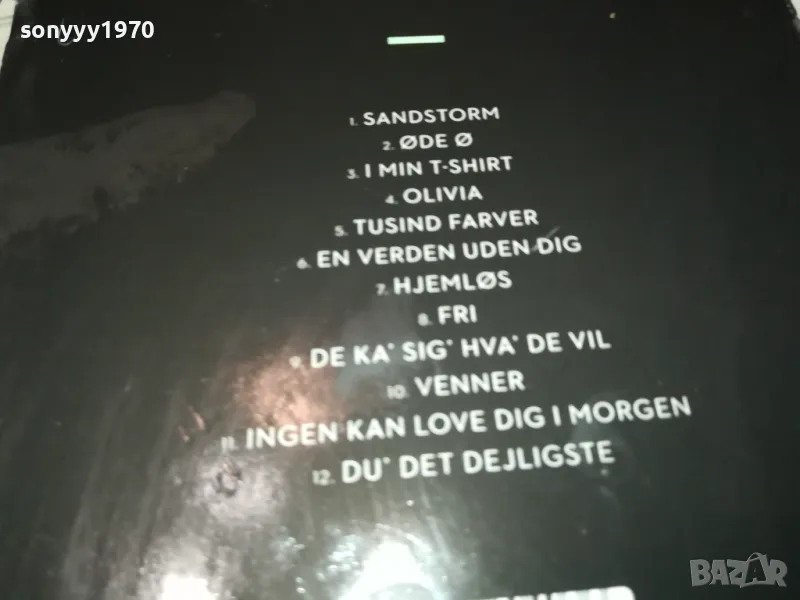 sonyyy1970
1. SANDSTORM
2. ØDE Ø
3. I MIN T-SHIRT
4. OLIVIA
5. TUSIND FARVER
6. EN VERDEN UDEN DIG
7. HJEMLØS
8. FRI
9. DE KA' SIG' HVA' DE VIL
10. VENNER
11. INGEN KAN LOVE DIG I MORGEN
12. DU' DET DEJLIGSTE
BAZAR